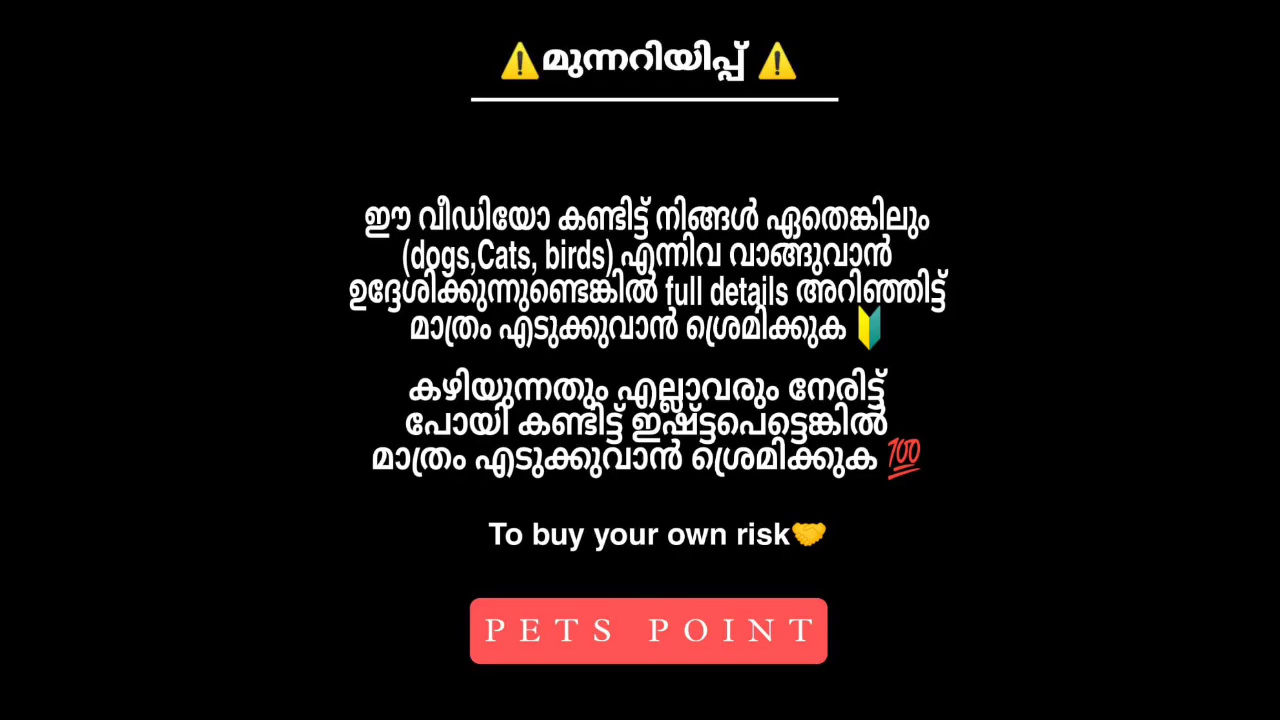 ⚠️മുന്നറിയിപ്പ് ⚠️
ഈ വീഡിയോ കണ്ടിട്ട് നിങ്ങൾ ഏതെങ്കിലും
(dogs,Cats, birds) എന്നിവ വാങ്ങുവാൻ
ഉദ്ദേശിക്കുന്നുണ്ടെങ്കിൽ full details അറിഞ്ഞിട്ട്
മാത്രം എടുക്കുവാൻ ശ്രെമിക്കുക 🔰
കഴിയുന്നതും എല്ലാവരും നേരിട്ട്
പോയി കണ്ടിട്ട് ഇഷ്ട്ടപെട്ടെങ്കിൽ
മാത്രം എടുക്കുവാൻ ശ്രെമിക്കുക 💯
To buy your own risk🤝
PETS POINT